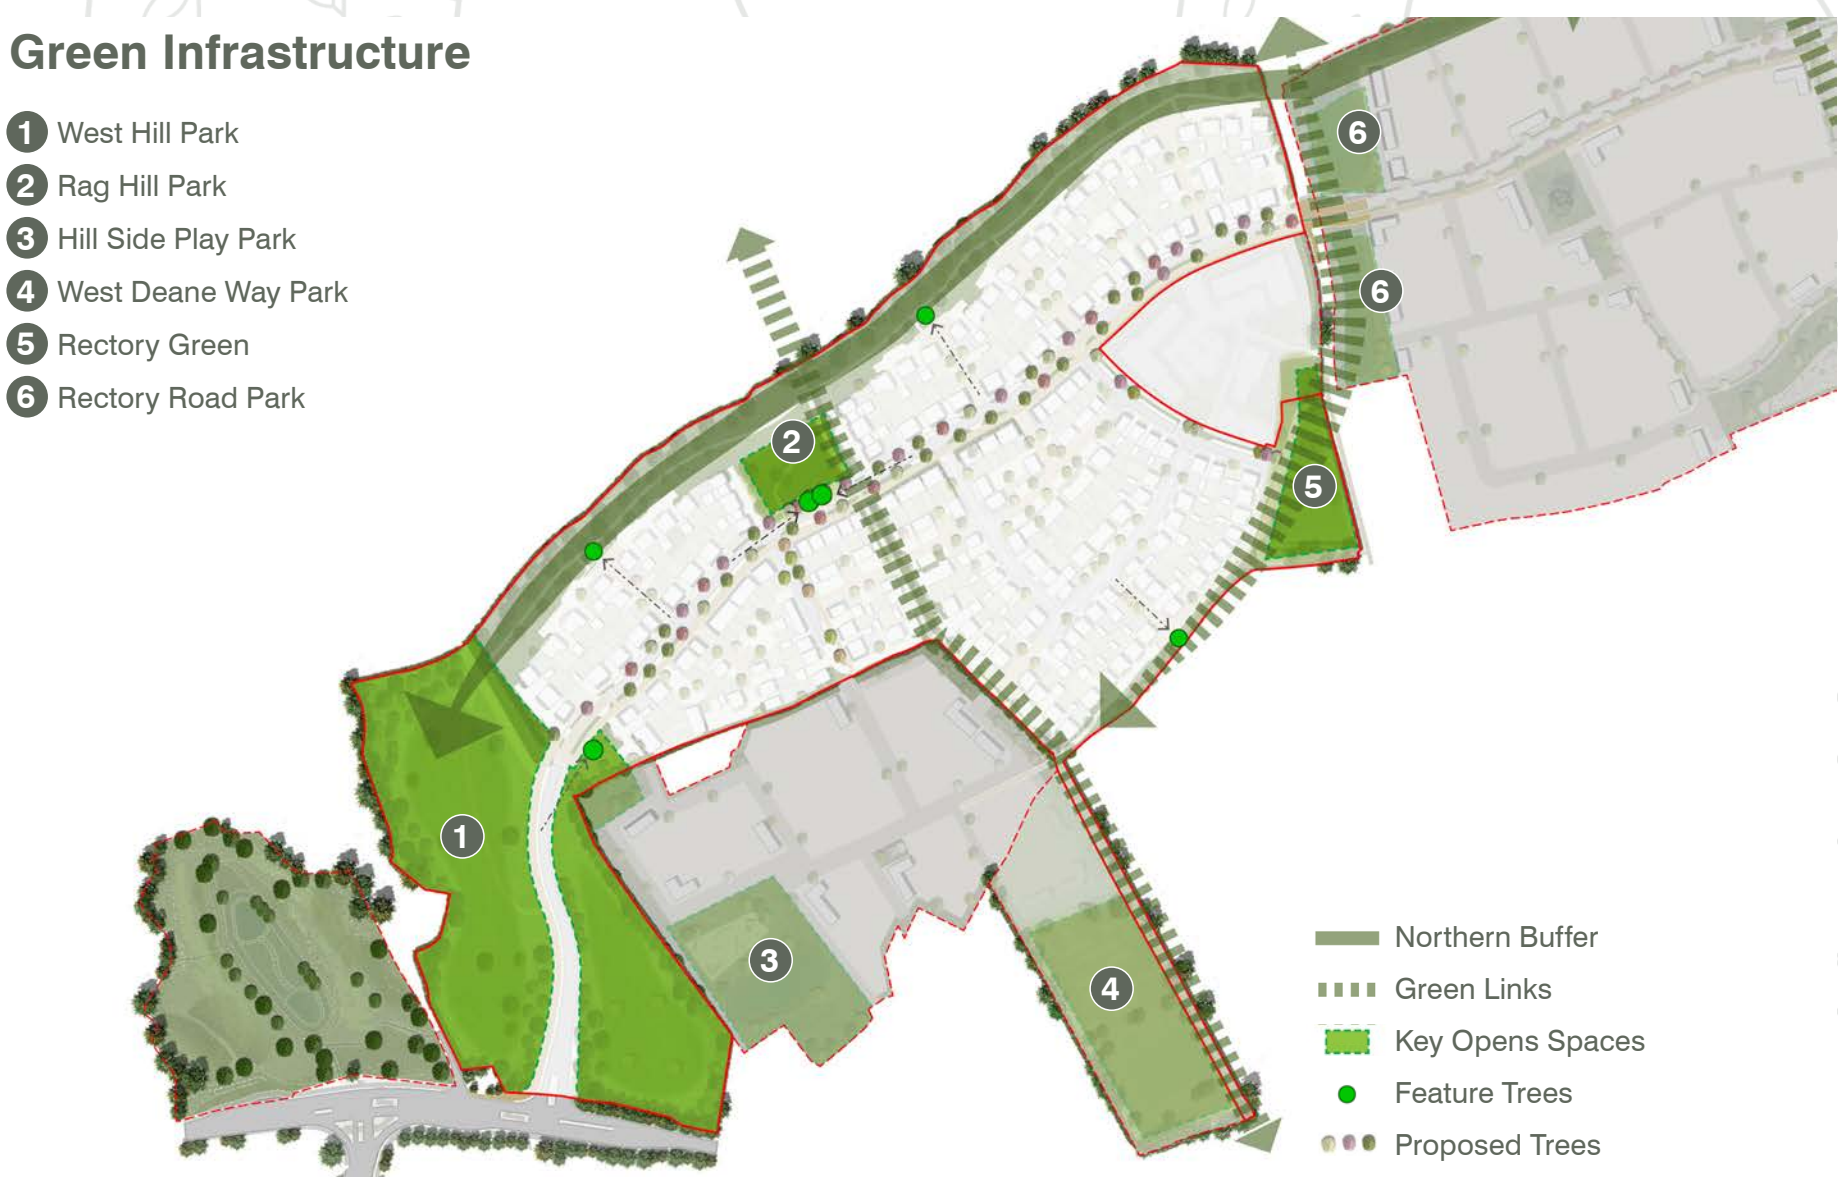 Green Infrastructure
1 West Hill Park
2 Rag Hill Park
3 Hill Side Play Park
4 West Deane Way Park
5 Rectory Green
6 Rectory Road Park
6
6
2
5
1
3
4
Northern Buffer
Green Links
Key Opens Spaces
Feature Trees
Proposed Trees